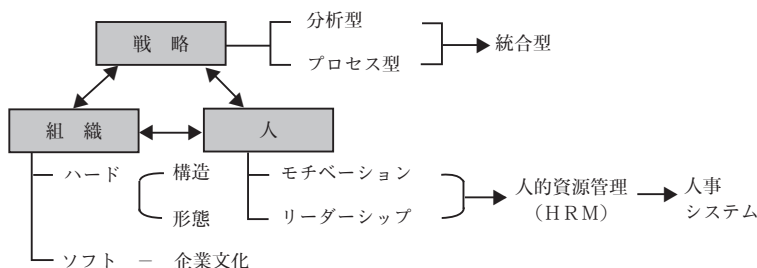 戦　略
分析型
プロセス型
統合型
組　織
人
ハード
構造
形態
ソフト － 企業文化
モチベーション
リーダーシップ
人的資源管理
（ＨＲＭ）
人事
システム